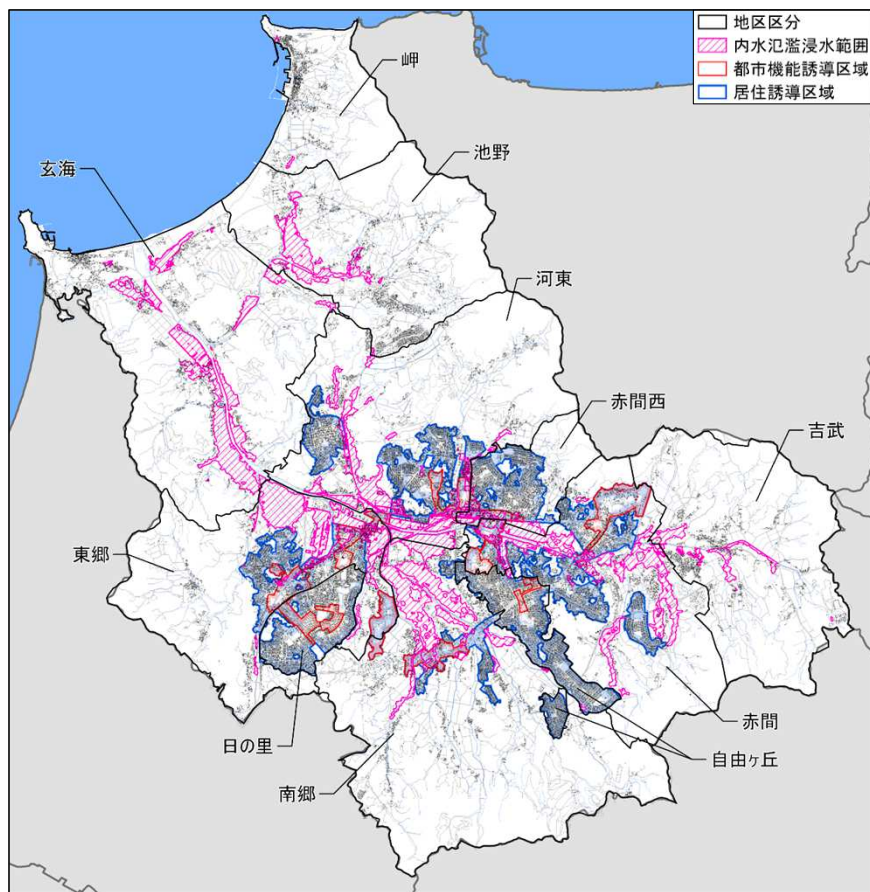 地区区分
内水氾濫浸水範囲
都市機能誘導区域
居住誘導区域
岬
池野
玄海
河東
赤間西
吉武
東郷
日の里
南郷
赤間
自由ヶ丘